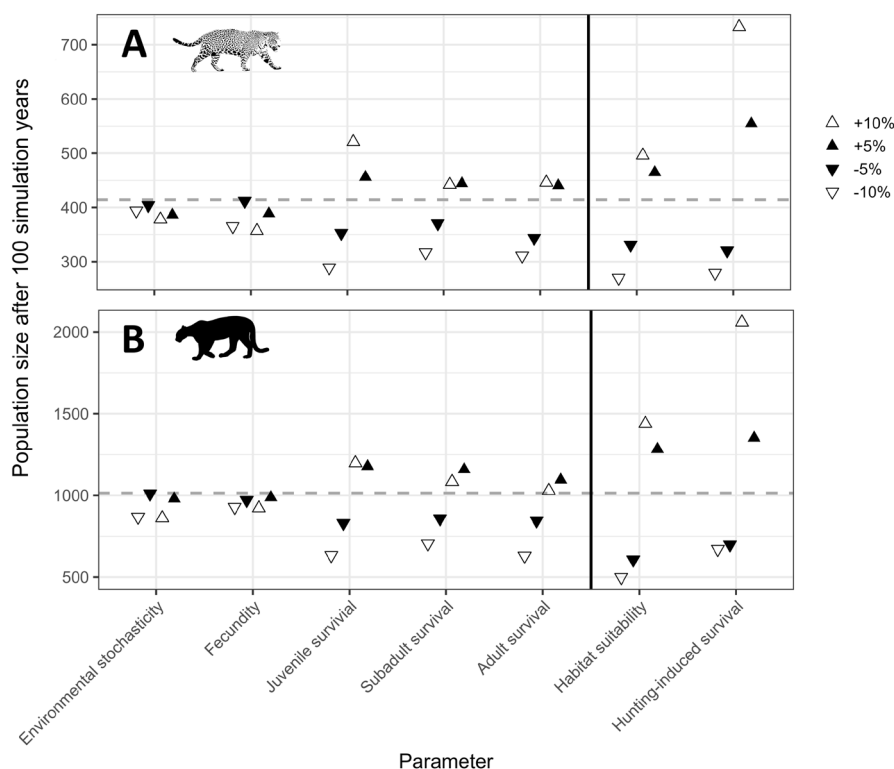 Population size after 100 simulation years
A
700
600
500
400
300
+10%
+5%
-5%
-10%
B
2000
1500
1000
500
Environmental stochasticity
Fecundity
Juvenile survivial
Subadult survival
Adult survival
Habitat suitability
Hunting-induced survival
Parameter